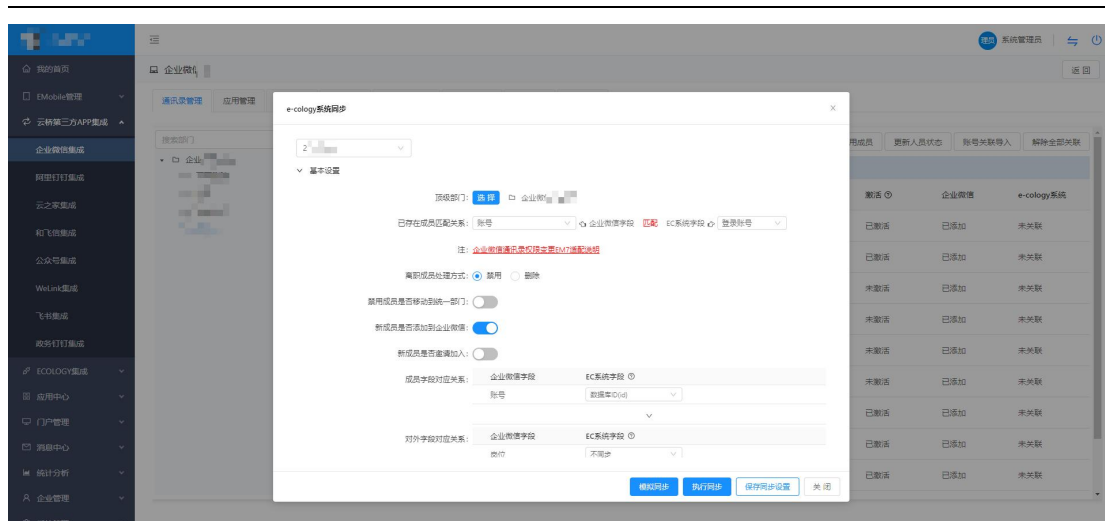 理员 系统管理员
我的首页
企业微信
返 回
EMobile管理
通讯录管理 应用管理
云桥第三方APP集成
e-cology系统同步
搜索部门
用成员 更新人员状态 账号关联导入 解除全部关联
企业微信集成
2
企业
基本设置
阿里钉钉集成
激活 企业微信 e-cology系统
顶级部门: 选 择 企业微信
云之家集成
已存在成员匹配关系: 账号 企业微信字段 匹配 EC系统字段 登录账号
已激活 已添加 未关联
和飞信集成
注: 企业微信通讯录权限变更EM7适配说明
已激活 已添加 未关联
公众号集成
离职成员处理方式: 禁用 删除
WeLink集成
未激活 已添加 未关联
禁用成员是否移动到统一部门:
飞书集成
未激活 已添加 未关联
新成员是否添加到企业微信:
政务钉钉集成
新成员是否邀请加入:
未激活 已添加 未关联
ECOLOGY集成
成员字段对应关系: 企业微信字段 EC系统字段
未激活 已添加 未关联
应用中心
账号 数据库ID(id)
门户管理
已激活 已添加 未关联
对外字段对应关系: 企业微信字段 EC系统字段
消息中心
已激活 已添加 未关联
岗位 不同步
统计分析
已激活 已添加 未关联
模拟同步 执行同步 保存同步设置 关 闭
企业管理